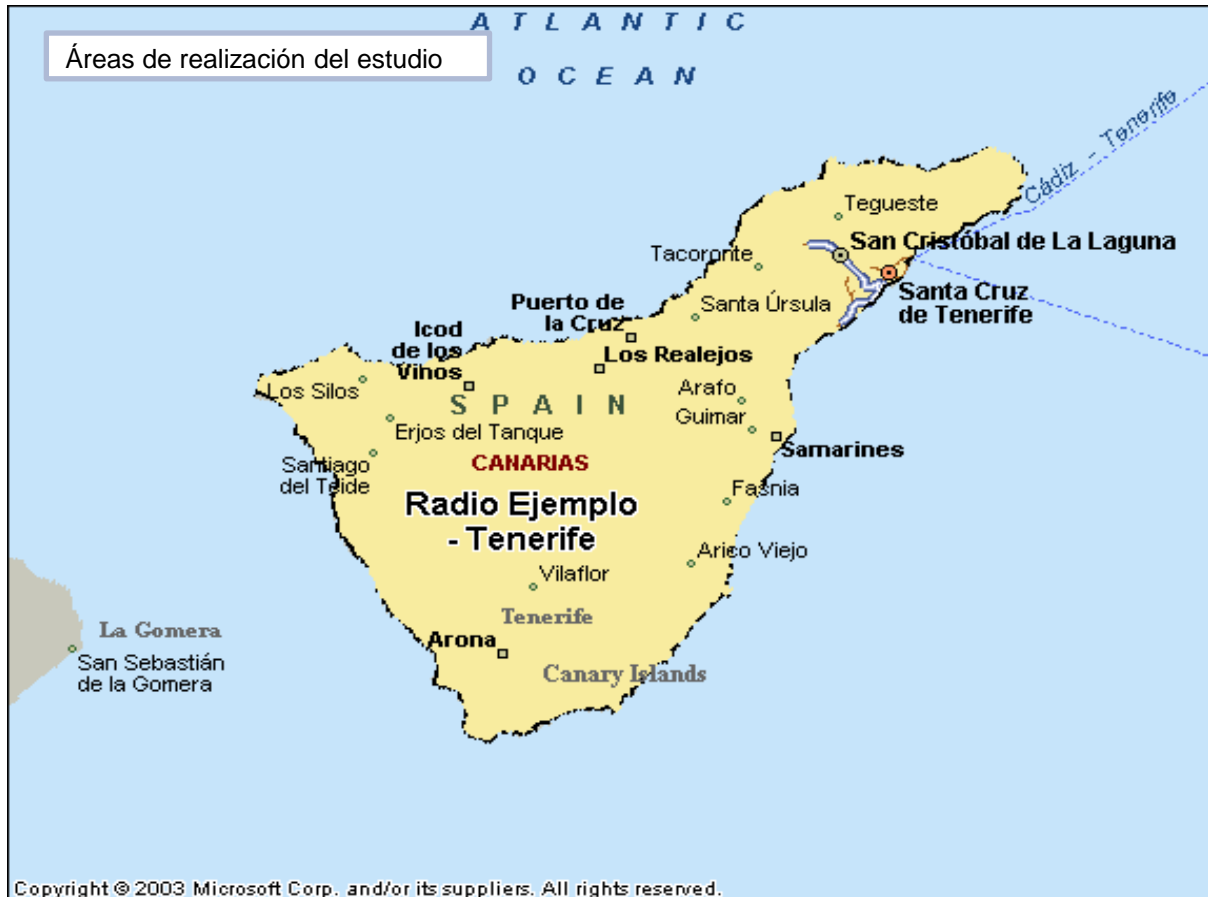 A T L A N T I C
Áreas de realización del estudio
O C E A N
Cádiz - Tenerife
Tegueste
San Cristóbal de La Laguna
Tacoronte
Santa Cruz
de Tenerife
Puerto de
la Cruz
Santa Úrsula
Icod
de los
Vinos
Los Realejos
Los Silos
Arafo
S P A I N
Guimar
Erjos del Tanque
Samarines
Santiago
del Teide
CANARIAS
Fasnia
Radio Ejemplo
- Tenerife
Arico Viejo
Vilaflor
Tenerife
La Gomera
Arona
San Sebastián
de la Gomera
Canary Islands
Copyright © 2003 Microsoft Corp. and/or its suppliers. All rights reserved.